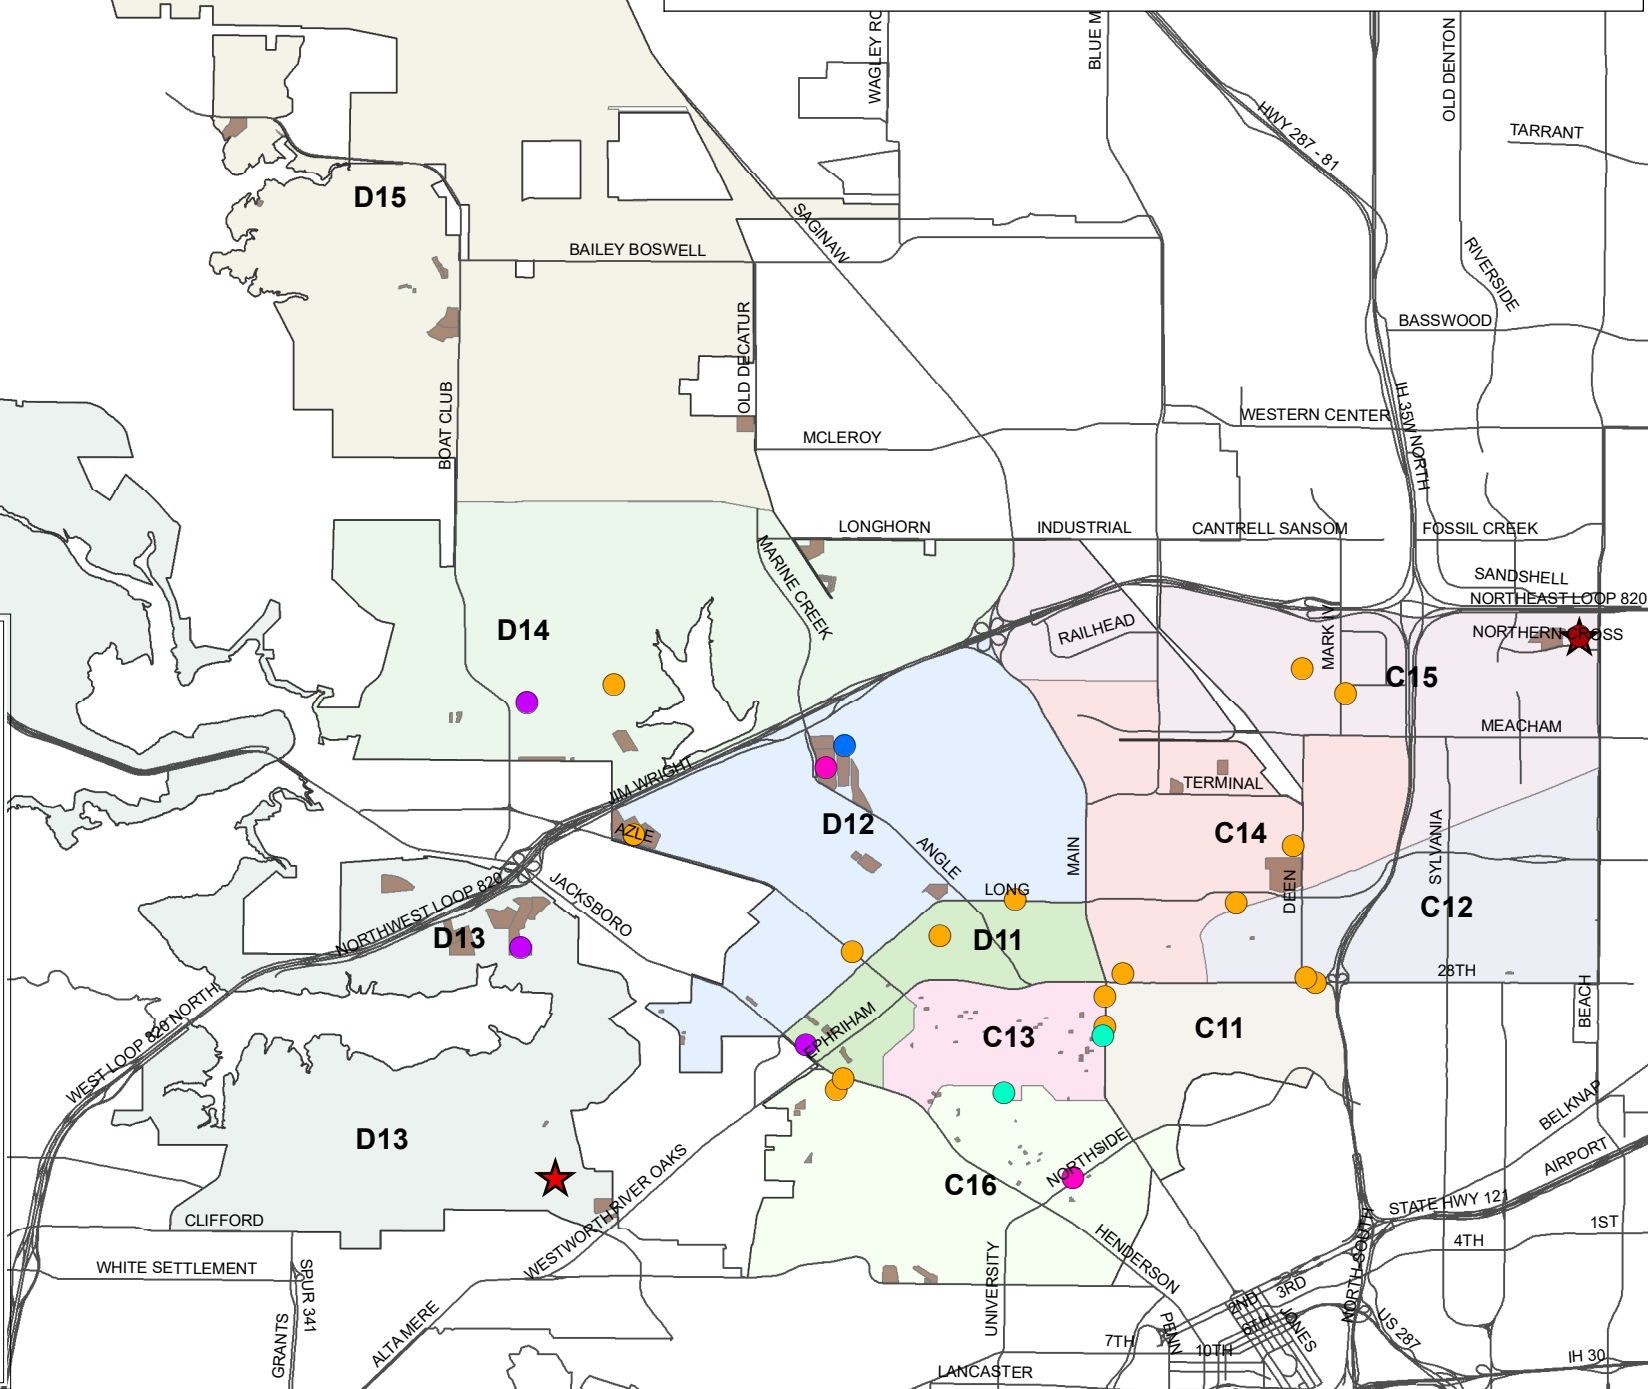 WAGLEY RO
BLUE M
OLD DENTON
HWY 287 - 81
TARRANT
D15
SAGINAW
BAILEY BOSWELL
RIVERSIDE
OLD DECATUR
BASSWOOD
BOAT CLUB
IH 35W NORTH
WESTERN CENTER
MCLEROY
LONGHORN
INDUSTRIAL
CANTRELL SANSOM
FOSSIL CREEK
MARINE CREEK
SANDSHELL
NORTHEAST LOOP 820
D14
RAILHEAD
MARK IV
NORTHERN CROSS
C15
MEACHAM
JIM WRIGHT
TERMINAL
AZLE
D12
C14
ANGLE
MAIN
SYLVANIA
JACKSBORO
LONG
DEEN
NORTHWEST LOOP 820
D13
D11
C12
28TH
WEST LOOP 820 NORTH
EPHRIHAM
C13
C11
BEACH
D13
BELKNAP
NORTHSIDE
AIRPORT
C16
RIVER OAKS
STATE HWY 121
CLIFFORD
1ST
WESTWORTH
HENDERSON
4TH
WHITE SETTLEMENT
SPUR 341
UNIVERSITY
NORTH-SOUTH
3RD
2ND
GRANTS
ALTA MERE
PENN
6TH
JONES
US 287
7TH
10TH
IH 30
LANCASTER